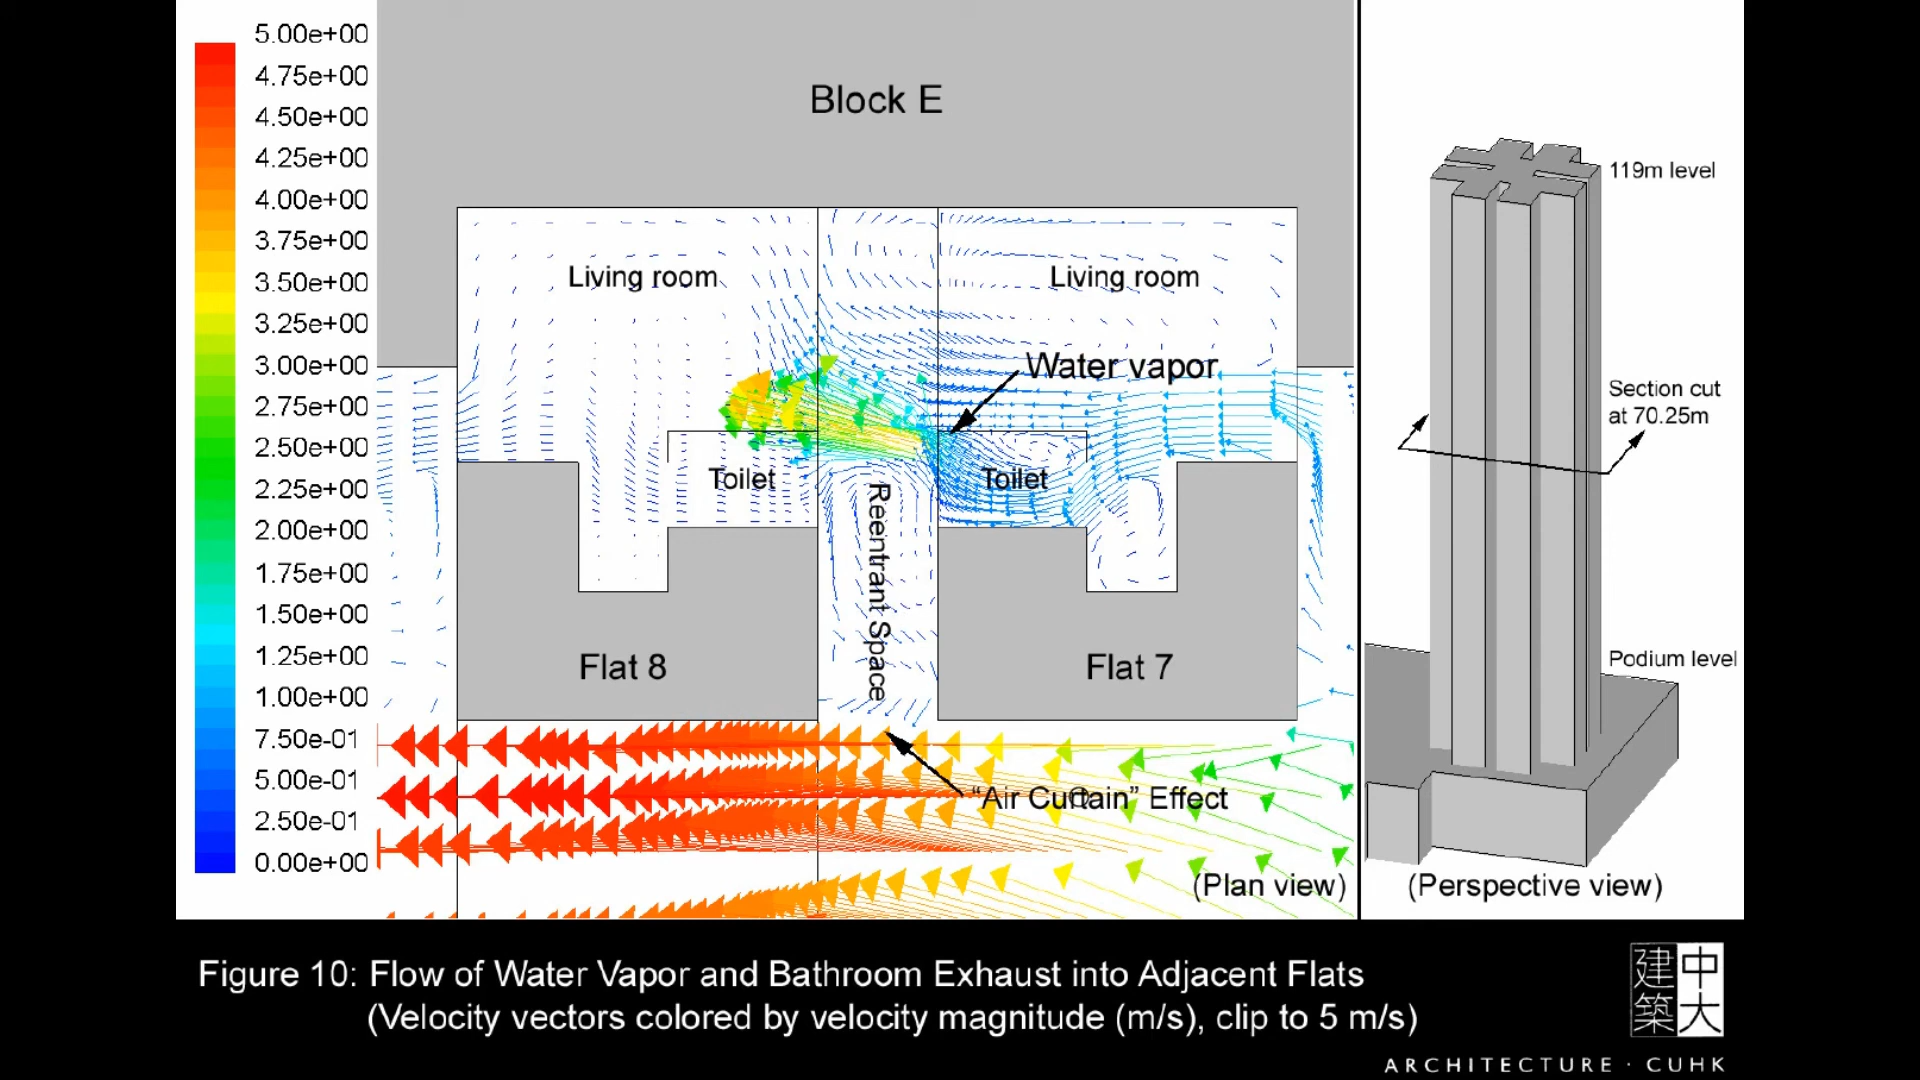 5.00e+00
4.75e+00
4.50e+00
4.25e+00
4.00e+00
3.75e+00
3.50e+00
3.25e+00
3.00e+00
2.75e+00
2.50e+00
2.25e+00
2.00e+00
1.75e+00
1.50e+00
1.25e+00
1.00e+00
7.50e-01
5.00e-01
2.50e-01
0.00e+00
Block E
Living room
Living room
Water vapor
Toilet
Toilet
Reentrant Space
Flat 8
Flat 7
“Air Curtain” Effect
(Plan view)
119m level
Section cut
at 70.25m
Podium level
(Perspective view)
Figure 10: Flow of Water Vapor and Bathroom Exhaust into Adjacent Flats
(Velocity vectors colored by velocity magnitude (m/s), clip to 5 m/s)
中大
建築
ARCHITECTURE · CUHK